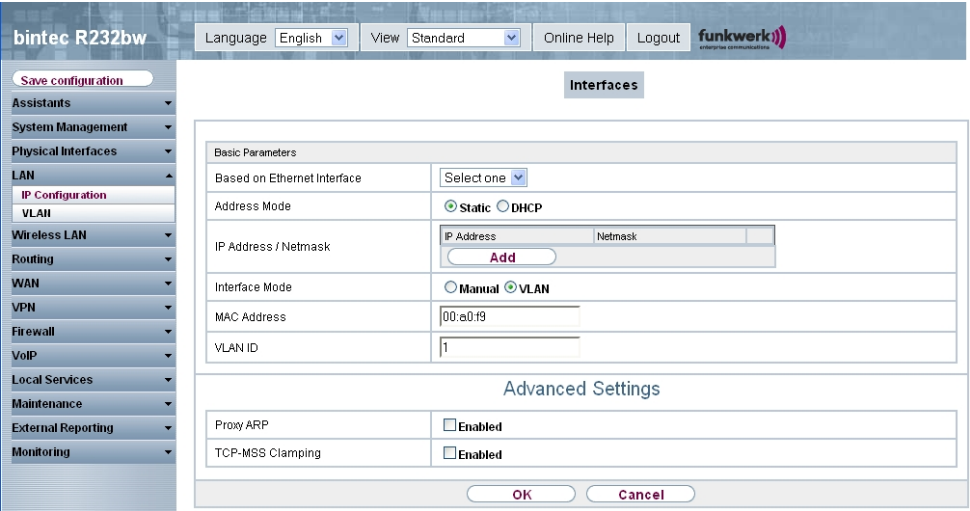 bintec R232bw
Language English View Standard Online Help Logout funkwerk
enterprise communications
Save configuration
Assistants
System Management
Physical Interfaces
LAN
IP Configuration
VLAN
Wireless LAN
Routing
WAN
VPN
Firewall
VoIP
Local Services
Maintenance
External Reporting
Monitoring
Interfaces
Basic Parameters
Based on Ethernet Interface Select one
Address Mode Static DHCP
IP Address / Netmask IP Address Netmask
Add
Interface Mode Manual VLAN
MAC Address 00:a0:f9
VLAN ID 1
Advanced Settings
Proxy ARP Enabled
TCP-MSS Clamping Enabled
OK Cancel